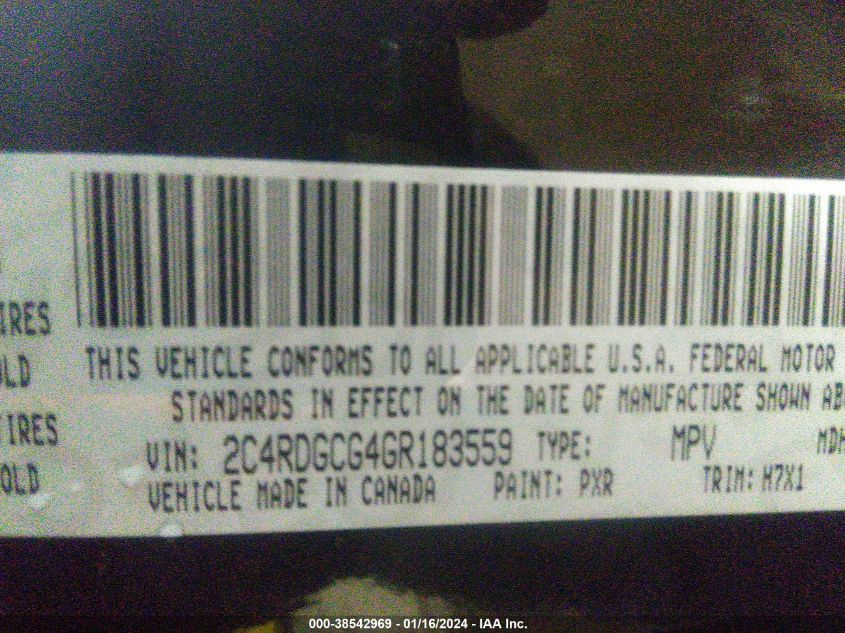 IRES
OLD
THIS VEHICLE CONFORMS TO ALL APPLICABLE U.S.A. FEDERAL MOTOR
STANDARDS IN EFFECT ON THE DATE OF MANUFACTURE SHOWN AB
TIRES
OLD
VIN: 2C4RDGCG4GR183559 TYPE: MPV MDH
VEHICLE MADE IN CANADA PAINT: PXR TRIM: H7X1
000-38542969 - 01/16/2024 - IAA Inc.